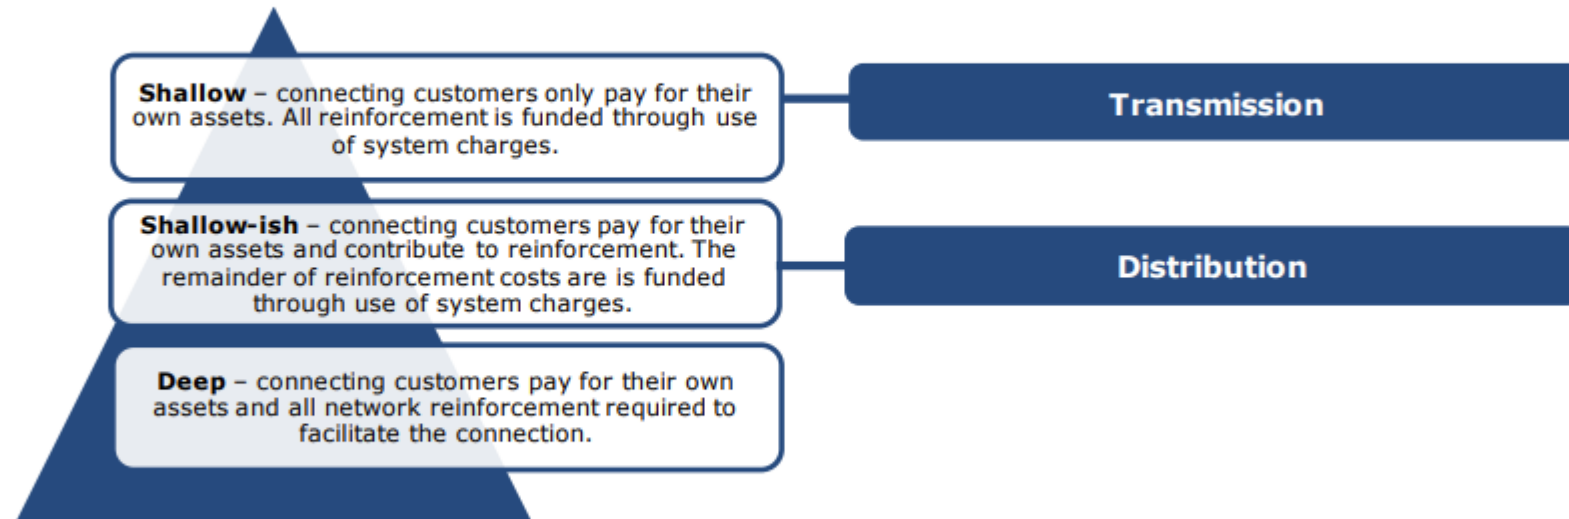 Shallow – connecting customers only pay for their
own assets. All reinforcement is funded through use
of system charges.
Transmission
Shallow-ish – connecting customers pay for their
own assets and contribute to reinforcement. The
remainder of reinforcement costs are is funded
through use of system charges.
Distribution
Deep – connecting customers pay for their own
assets and all network reinforcement required to
facilitate the connection.